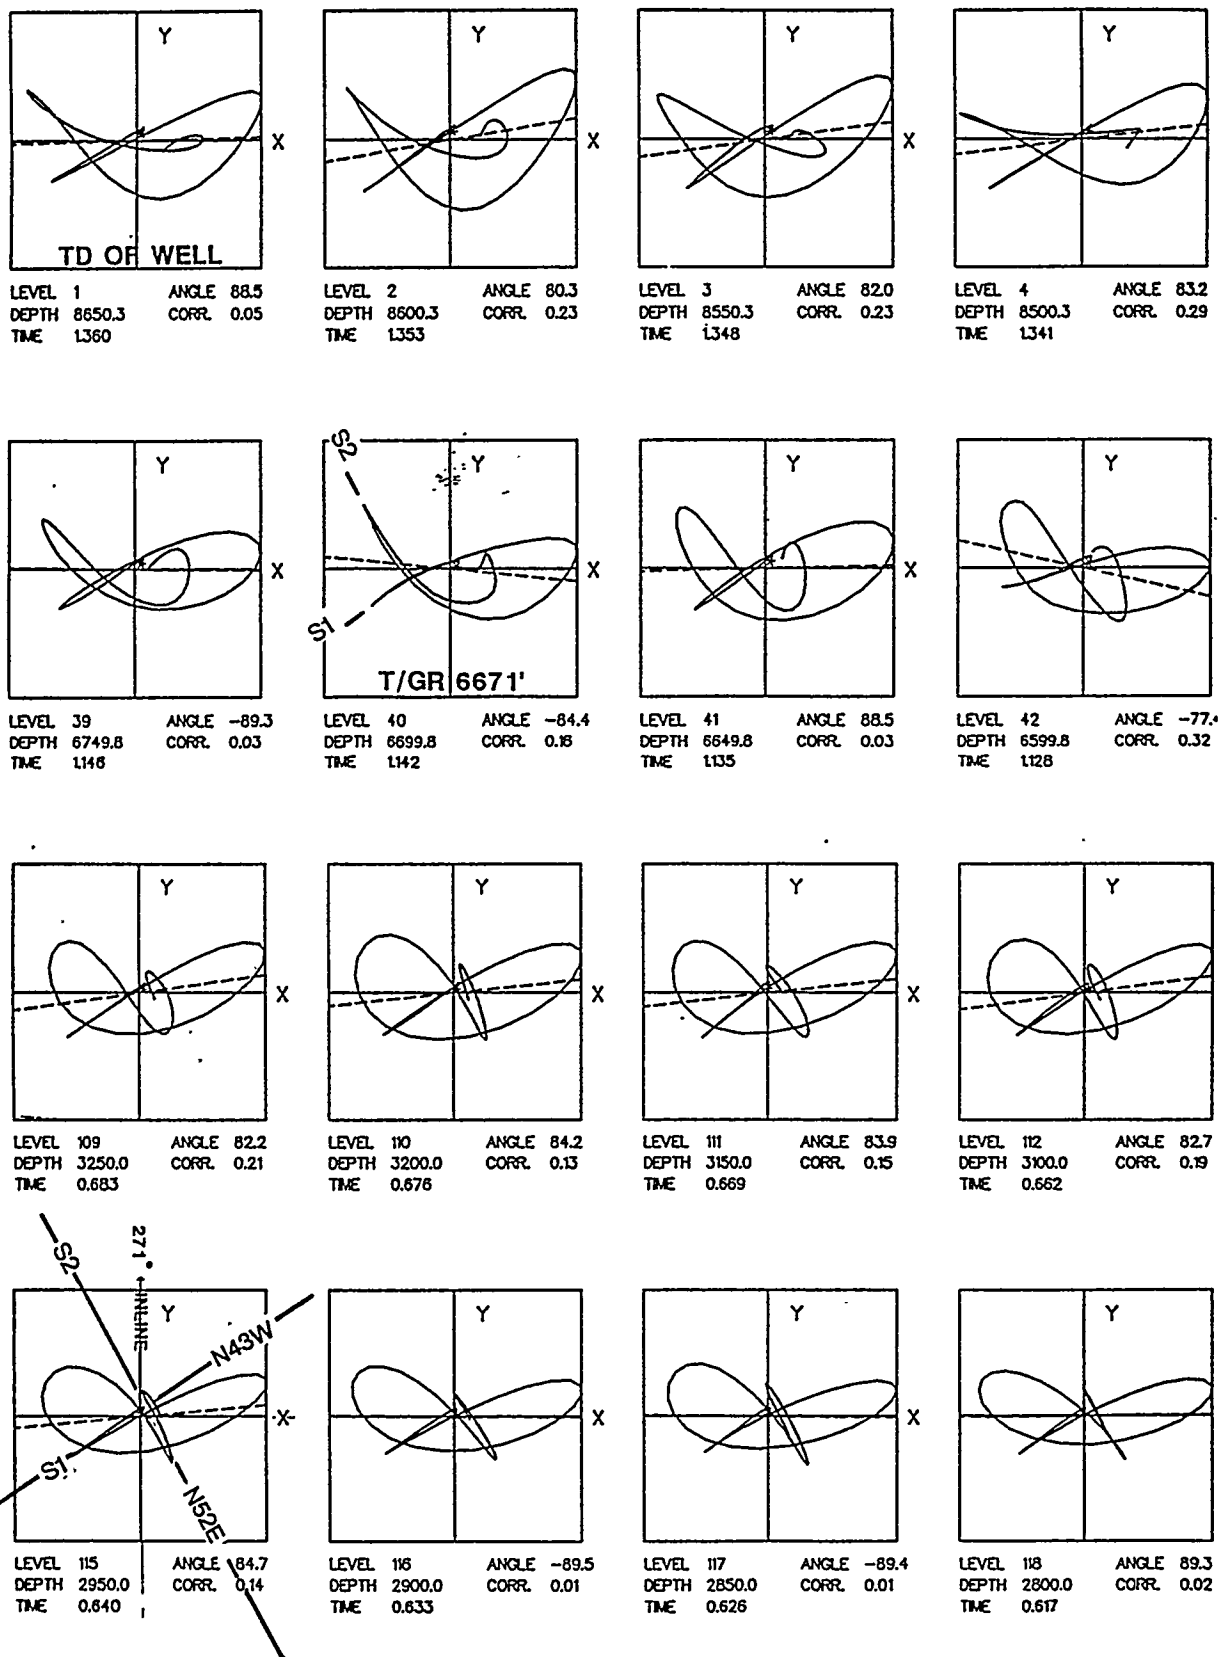 Y Y Y Y
X X X
TD OF WELL
LEVEL 1 ANGLE 88.5
DEPTH 8650.3 CORR. 0.05
TIME 1.360
LEVEL 2 ANGLE 80.3
DEPTH 8600.3 CORR. 0.23
TIME 1.353
LEVEL 3 ANGLE 82.0
DEPTH 8550.3 CORR. 0.23
TIME 1.348
LEVEL 4 ANGLE 83.2
DEPTH 8500.3 CORR. 0.29
TIME 1.341
Y S2 Y Y Y
X X X
S1
T/GR 6671'
LEVEL 39 ANGLE -89.3
DEPTH 6749.8 CORR. 0.03
TIME 1.146
LEVEL 40 ANGLE -84.4
DEPTH 6699.8 CORR. 0.16
TIME 1.142
LEVEL 41 ANGLE 88.5
DEPTH 6649.8 CORR. 0.03
TIME 1.135
LEVEL 42 ANGLE -77.4
DEPTH 6599.8 CORR. 0.32
TIME 1.128
Y Y Y Y
X X X
LEVEL 109 ANGLE 82.2
DEPTH 3250.0 CORR. 0.21
TIME 0.683
LEVEL 110 ANGLE 84.2
DEPTH 3200.0 CORR. 0.13
TIME 0.676
LEVEL 111 ANGLE 83.9
DEPTH 3150.0 CORR. 0.15
TIME 0.669
LEVEL 112 ANGLE 82.7
DEPTH 3100.0 CORR. 0.19
TIME 0.662
S2
271°
INLINE
Y Y Y Y
N43W
X X X
S1
N52E
LEVEL 115 ANGLE 84.7
DEPTH 2950.0 CORR. 0.14
TIME 0.640
LEVEL 116 ANGLE -89.5
DEPTH 2900.0 CORR. 0.01
TIME 0.633
LEVEL 117 ANGLE -89.4
DEPTH 2850.0 CORR. 0.01
TIME 0.626
LEVEL 118 ANGLE 89.3
DEPTH 2800.0 CORR. 0.02
TIME 0.617